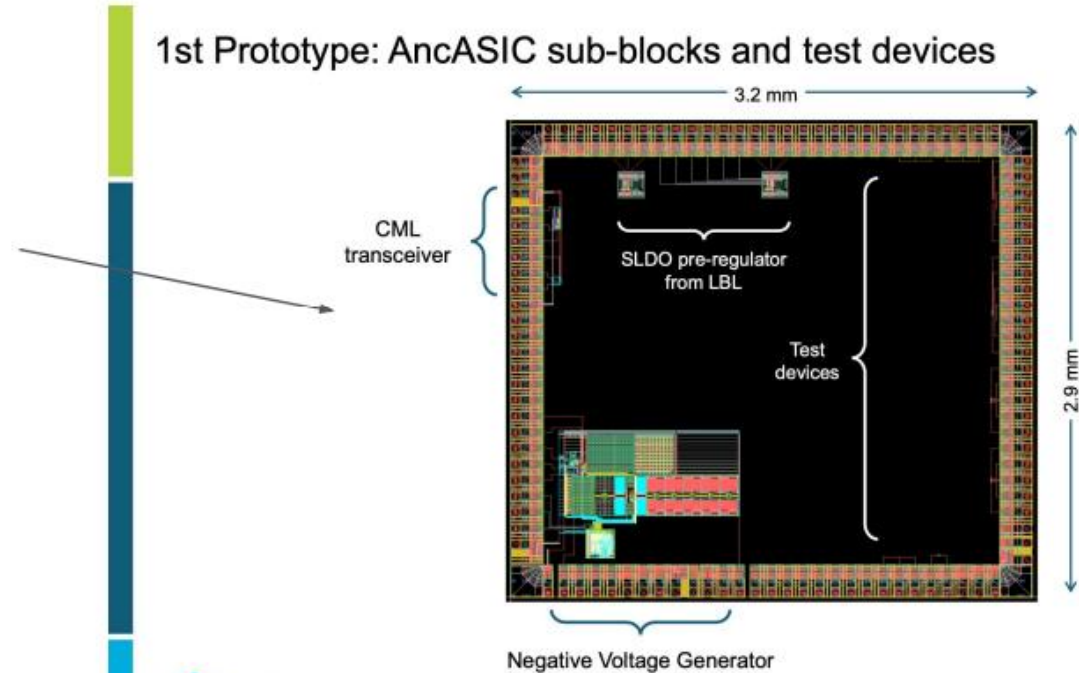 1st Prototype: AncASIC sub-blocks and test devices
3.2 mm
CML
transceiver
SLDO pre-regulator
from LBL
Test
devices
2.9 mm
Negative Voltage Generator